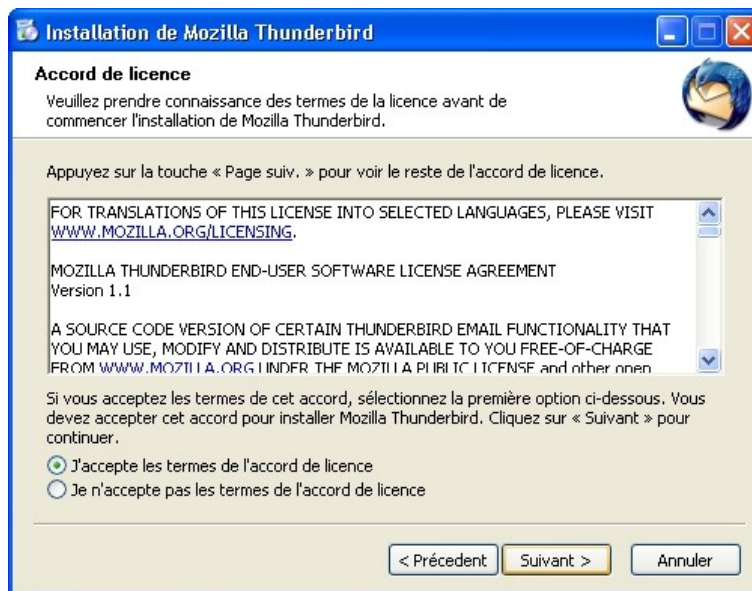 Installation de Mozilla Thunderbird
Accord de licence
Veuillez prendre connaissance des termes de la licence avant de
commencer l'installation de Mozilla Thunderbird.
Appuyez sur la touche « Page suiv. » pour voir le reste de l'accord de licence.
FOR TRANSLATIONS OF THIS LICENSE INTO SELECTED LANGUAGES, PLEASE VISIT
WWW.MOZILLA.ORG/LICENSING.
MOZILLA THUNDERBIRD END-USER SOFTWARE LICENSE AGREEMENT
Version 1.1
A SOURCE CODE VERSION OF CERTAIN THUNDERBIRD EMAIL FUNCTIONALITY THAT
YOU MAY USE, MODIFY AND DISTRIBUTE IS AVAILABLE TO YOU FREE-OF-CHARGE
FROM WWW.MOZILLA.ORG UNDER THE MOZILLA PUBLIC LICENSE and other open
Si vous acceptez les termes de cet accord, sélectionnez la première option ci-dessous. Vous
devez accepter cet accord pour installer Mozilla Thunderbird. Cliquez sur « Suivant » pour
continuer.
J'accepte les termes de l'accord de licence
Je n'accepte pas les termes de l'accord de licence
< Précedent Suivant > Annuler